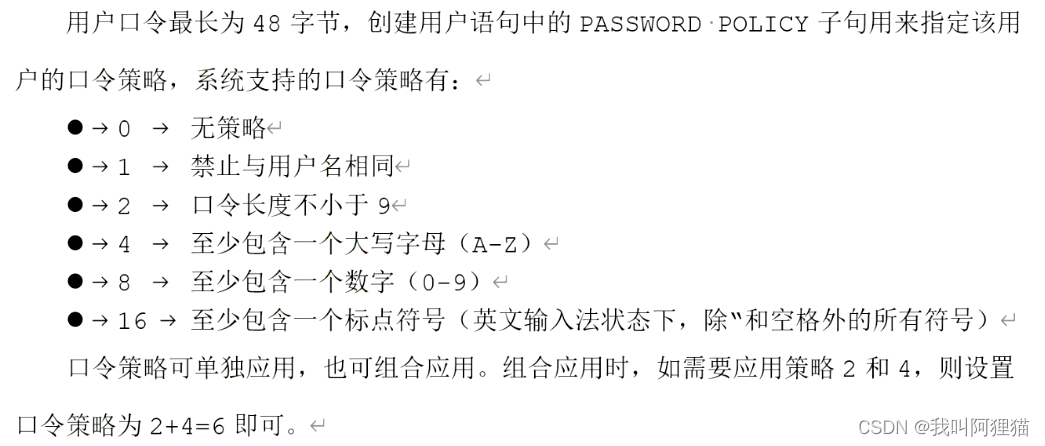 用户口令最长为 48 字节，创建用户语句中的 PASSWORD·POLICY 子句用来指定该用
户的口令策略，系统支持的口令策略有：↵
●→0 → 无策略↵
●→1 → 禁止与用户名相同↵
●→2 → 口令长度不小于 9↵
●→4 → 至少包含一个大写字母（A-Z）↵
●→8 → 至少包含一个数字（0-9）↵
●→16→ 至少包含一个标点符号（英文输入法状态下，除“和空格外的所有符号）↵
口令策略可单独应用，也可组合应用。组合应用时，如需要应用策略 2 和 4，则设置
口令策略为 2+4=6 即可。↵
CSDN @我叫阿狸猫